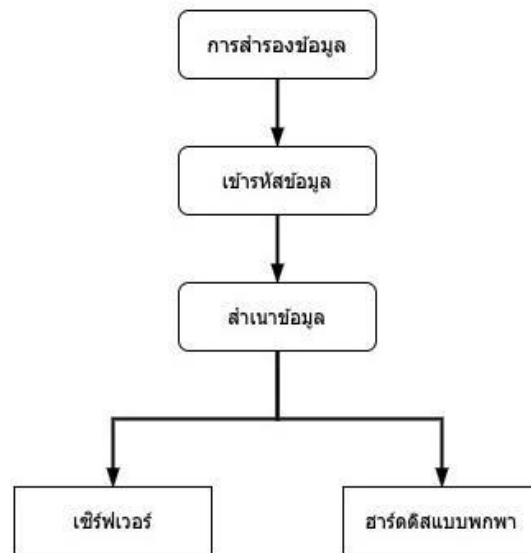 การสำรองข้อมูล
เข้ารหัสข้อมูล
สำเนาข้อมูล
เซิร์ฟเวอร์
ฮาร์ดดิสแบบพกพา